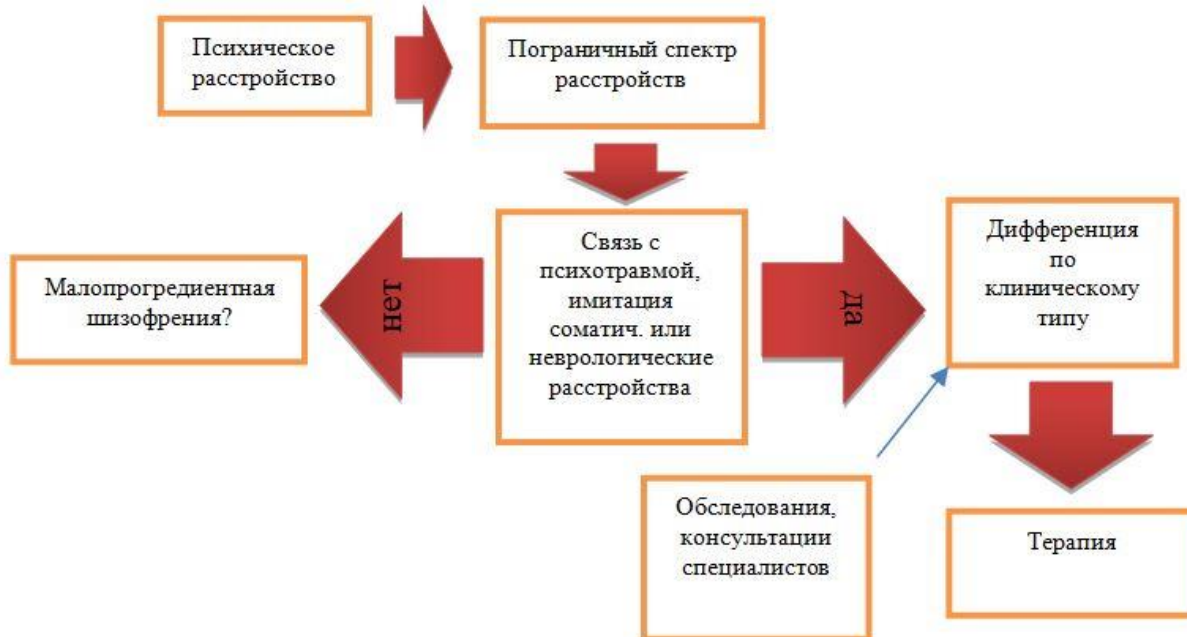 Психическое
расстройство
Пограничный спектр
расстройств
Связь с
психотравмой,
имитация
соматич. или
неврологические
расстройства
нет
Малопрогредиентная
шизофрения?
да
Дифференция
по
клиническому
типу
Обследования,
консультации
специалистов
Терапия